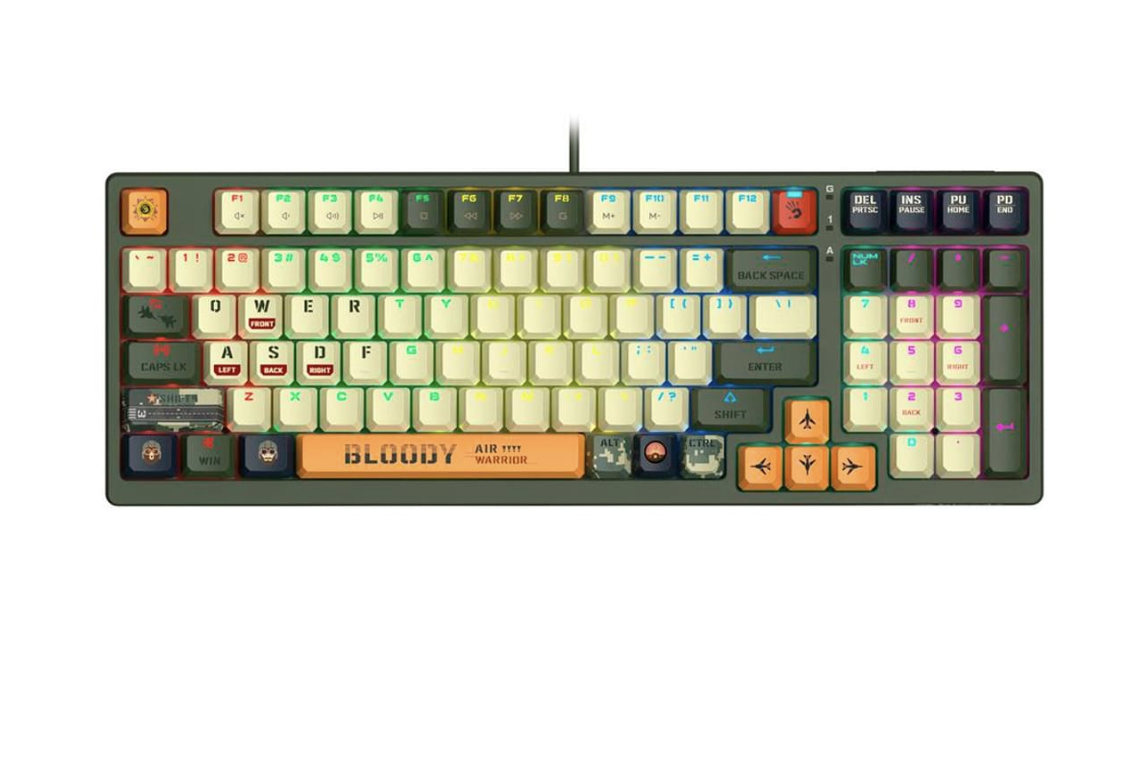 F1 F2 F3 F4 F5 F6 F7 F8 F9 F10 F11 F12
G M+ M-
G
1
A
DEL INS PU PD
PRTSC PAUSE HOME END
` ~ 1 ! 2@ 3# 4$ 5% 6^ - – = + BACK SPACE
NUM LK / * -
Q W E R T Y [ { ] } \ |
FRONT
7 8 9 +
FRONT
CAPS LK A S D F G ; : ' " ENTER
LEFT BACK RIGHT
4 5 6
LEFT RIGHT
SHIFT Z X C V B / ? SHIFT
1 2 3
BACK
WIN BLOODY AIR WARRIOR ALT CTRL
0 .